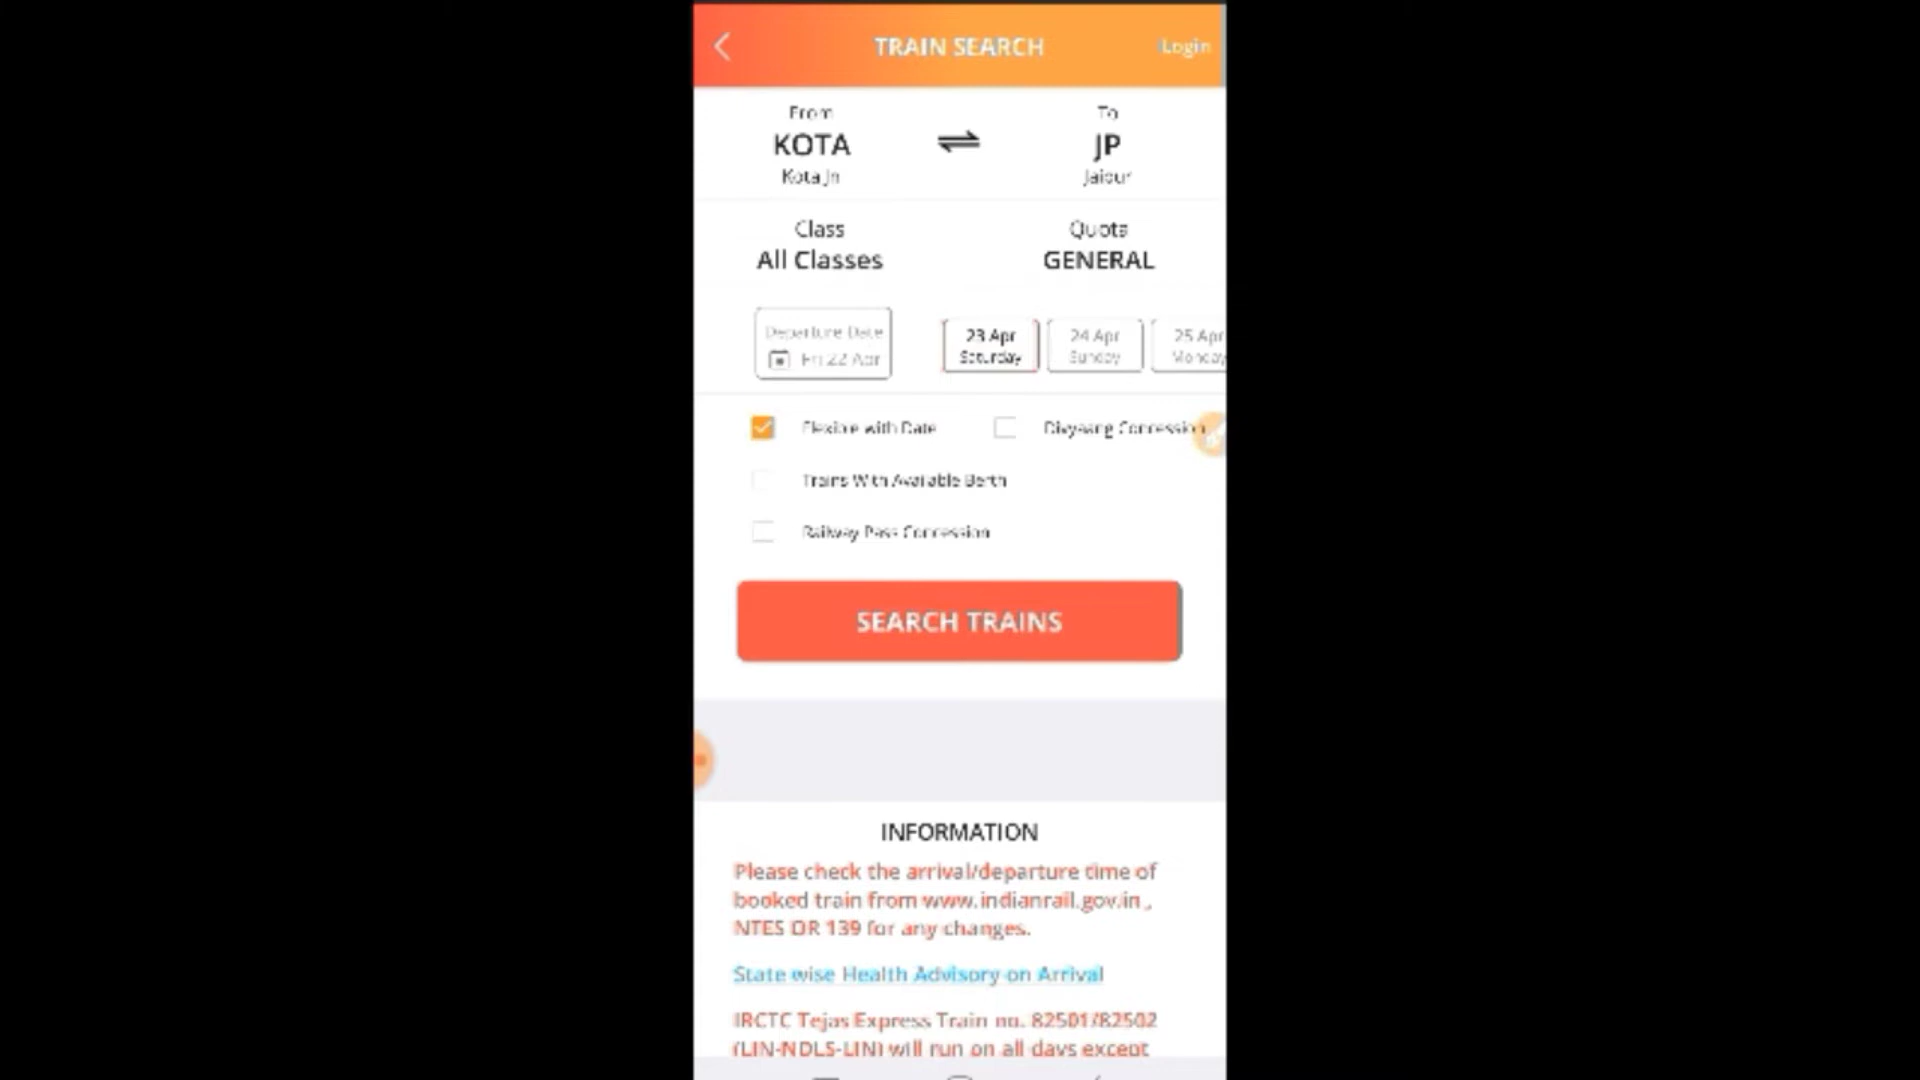 TRAIN SEARCH
Login
From
KOTA
Kota Jn
To
JP
Jaipur
Class
All Classes
Quota
GENERAL
Departure Date
Fri 22 Apr
23 Apr
Saturday
24 Apr
Sunday
25 Apr
Monday
Flexible with Date
Divyaang Concession
Trains With Available Berth
Railway Pass Concession
SEARCH TRAINS
INFORMATION
Please check the arrival/departure time of
booked train from www.indianrail.gov.in ,
NTES OR 139 for any changes.
State wise Health Advisory on Arrival
IRCTC Tejas Express Train no. 82501/82502
(LJN-NDLS-LJN) will run on all days except